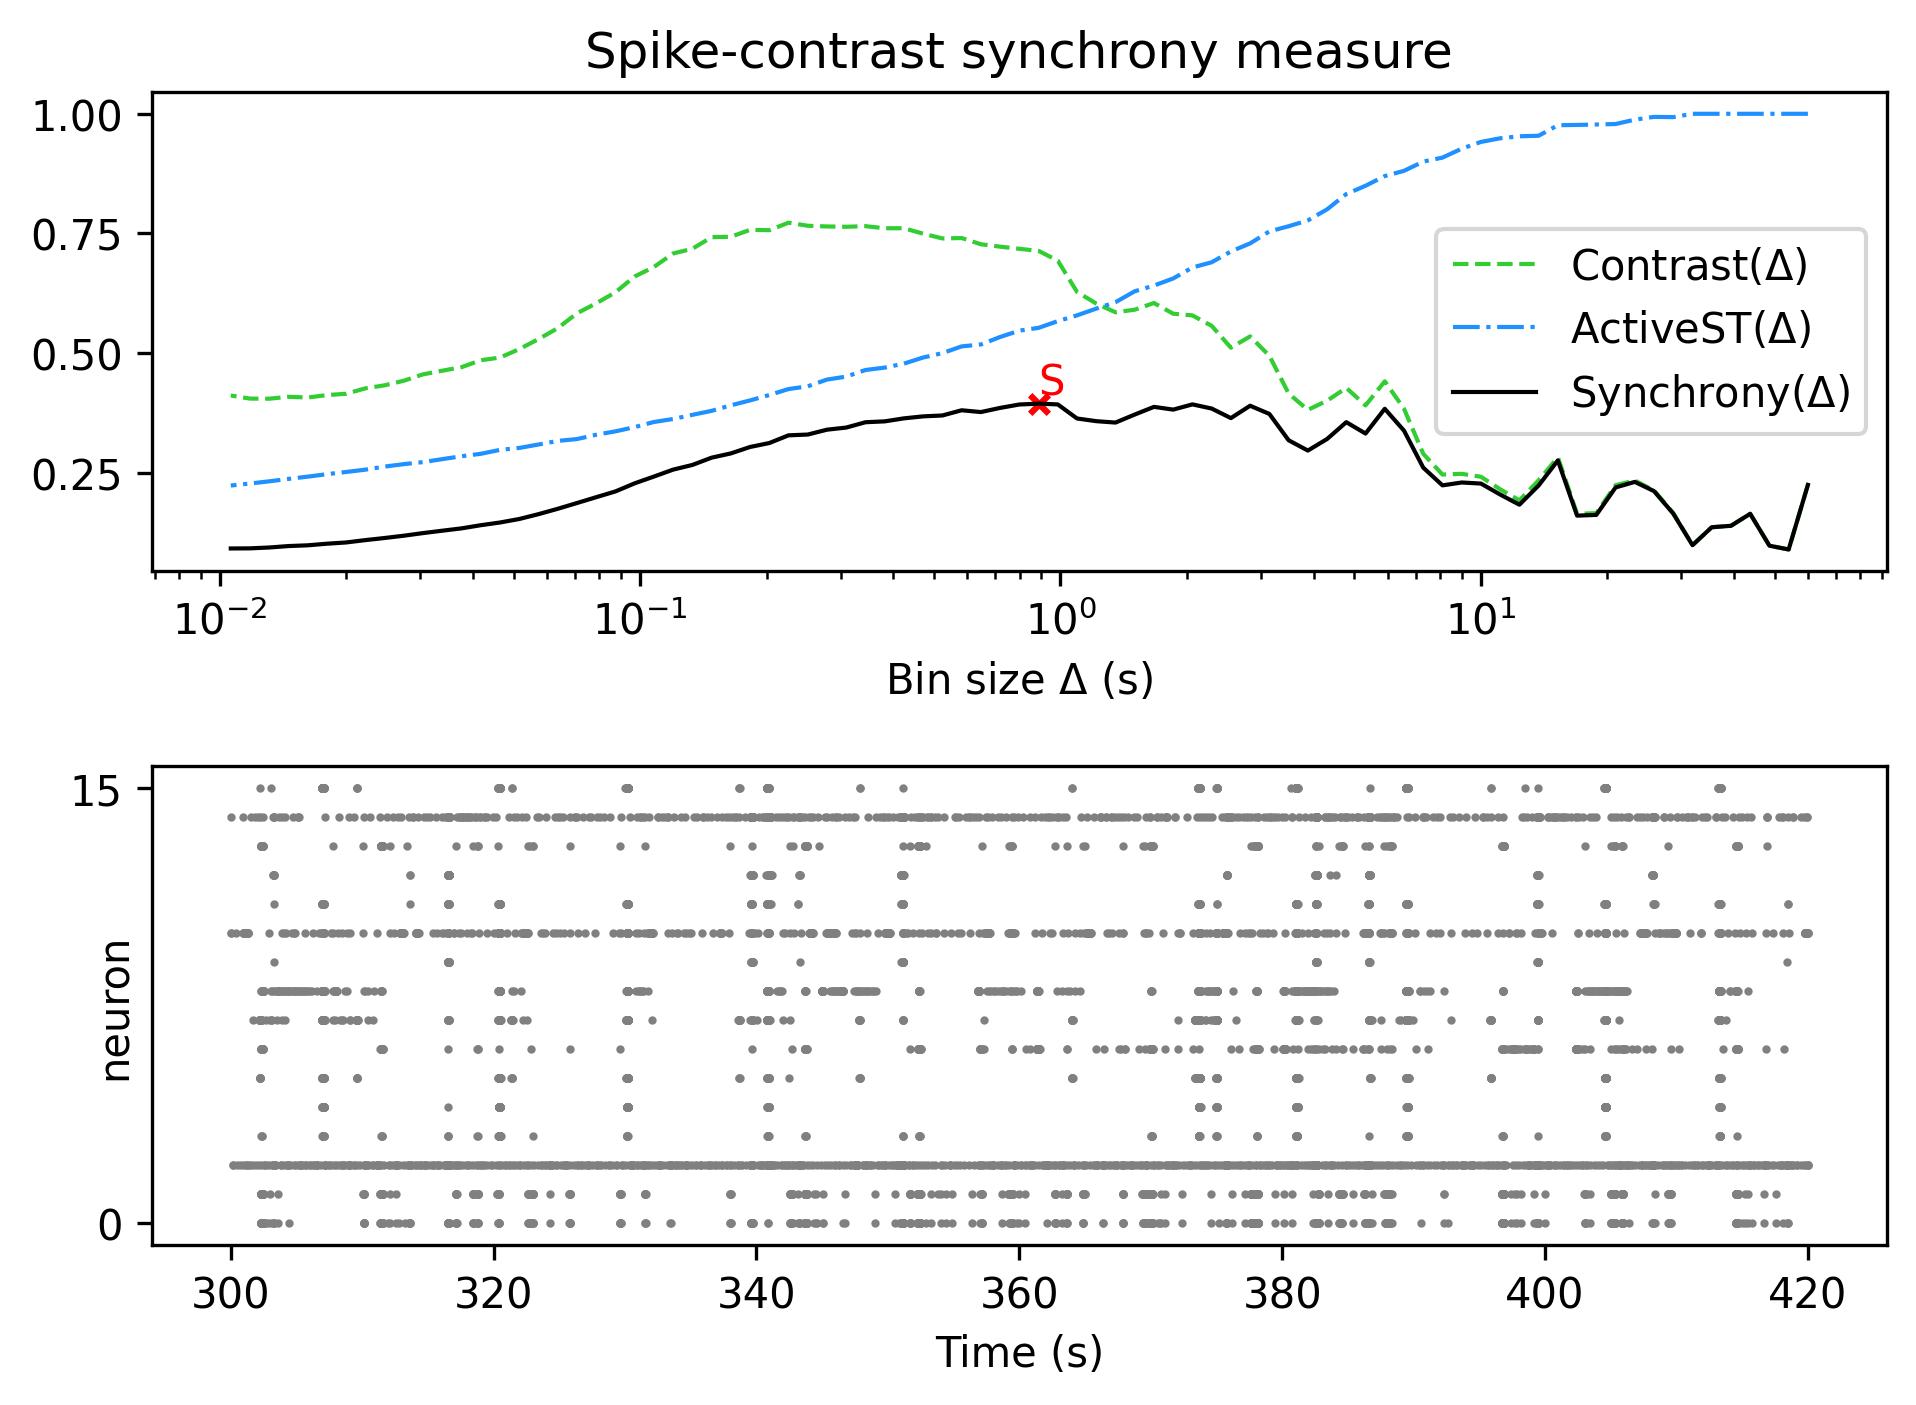 Spike-contrast synchrony measure
1.00
0.75
0.50
0.25
S
Contrast(Δ)
ActiveST(Δ)
Synchrony(Δ)
10⁻² 10⁻¹ 10⁰ 10¹
Bin size Δ (s)
15
neuron
0
300 320 340 360 380 400 420
Time (s)